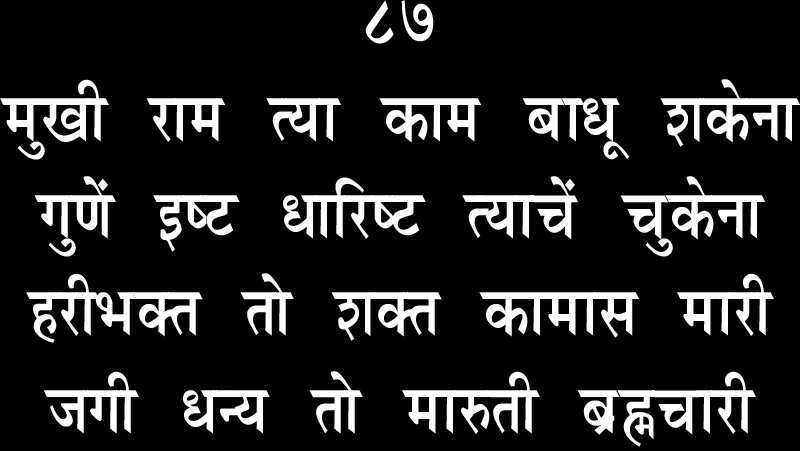 ८७
मुखी राम त्या काम बाधू शकेना
गुणें इष्ट धारिष्ट त्याचें चुकेना
हरीभक्त तो शक्त कामास मारी
जगी धन्य तो मारुती ब्रह्मचारी